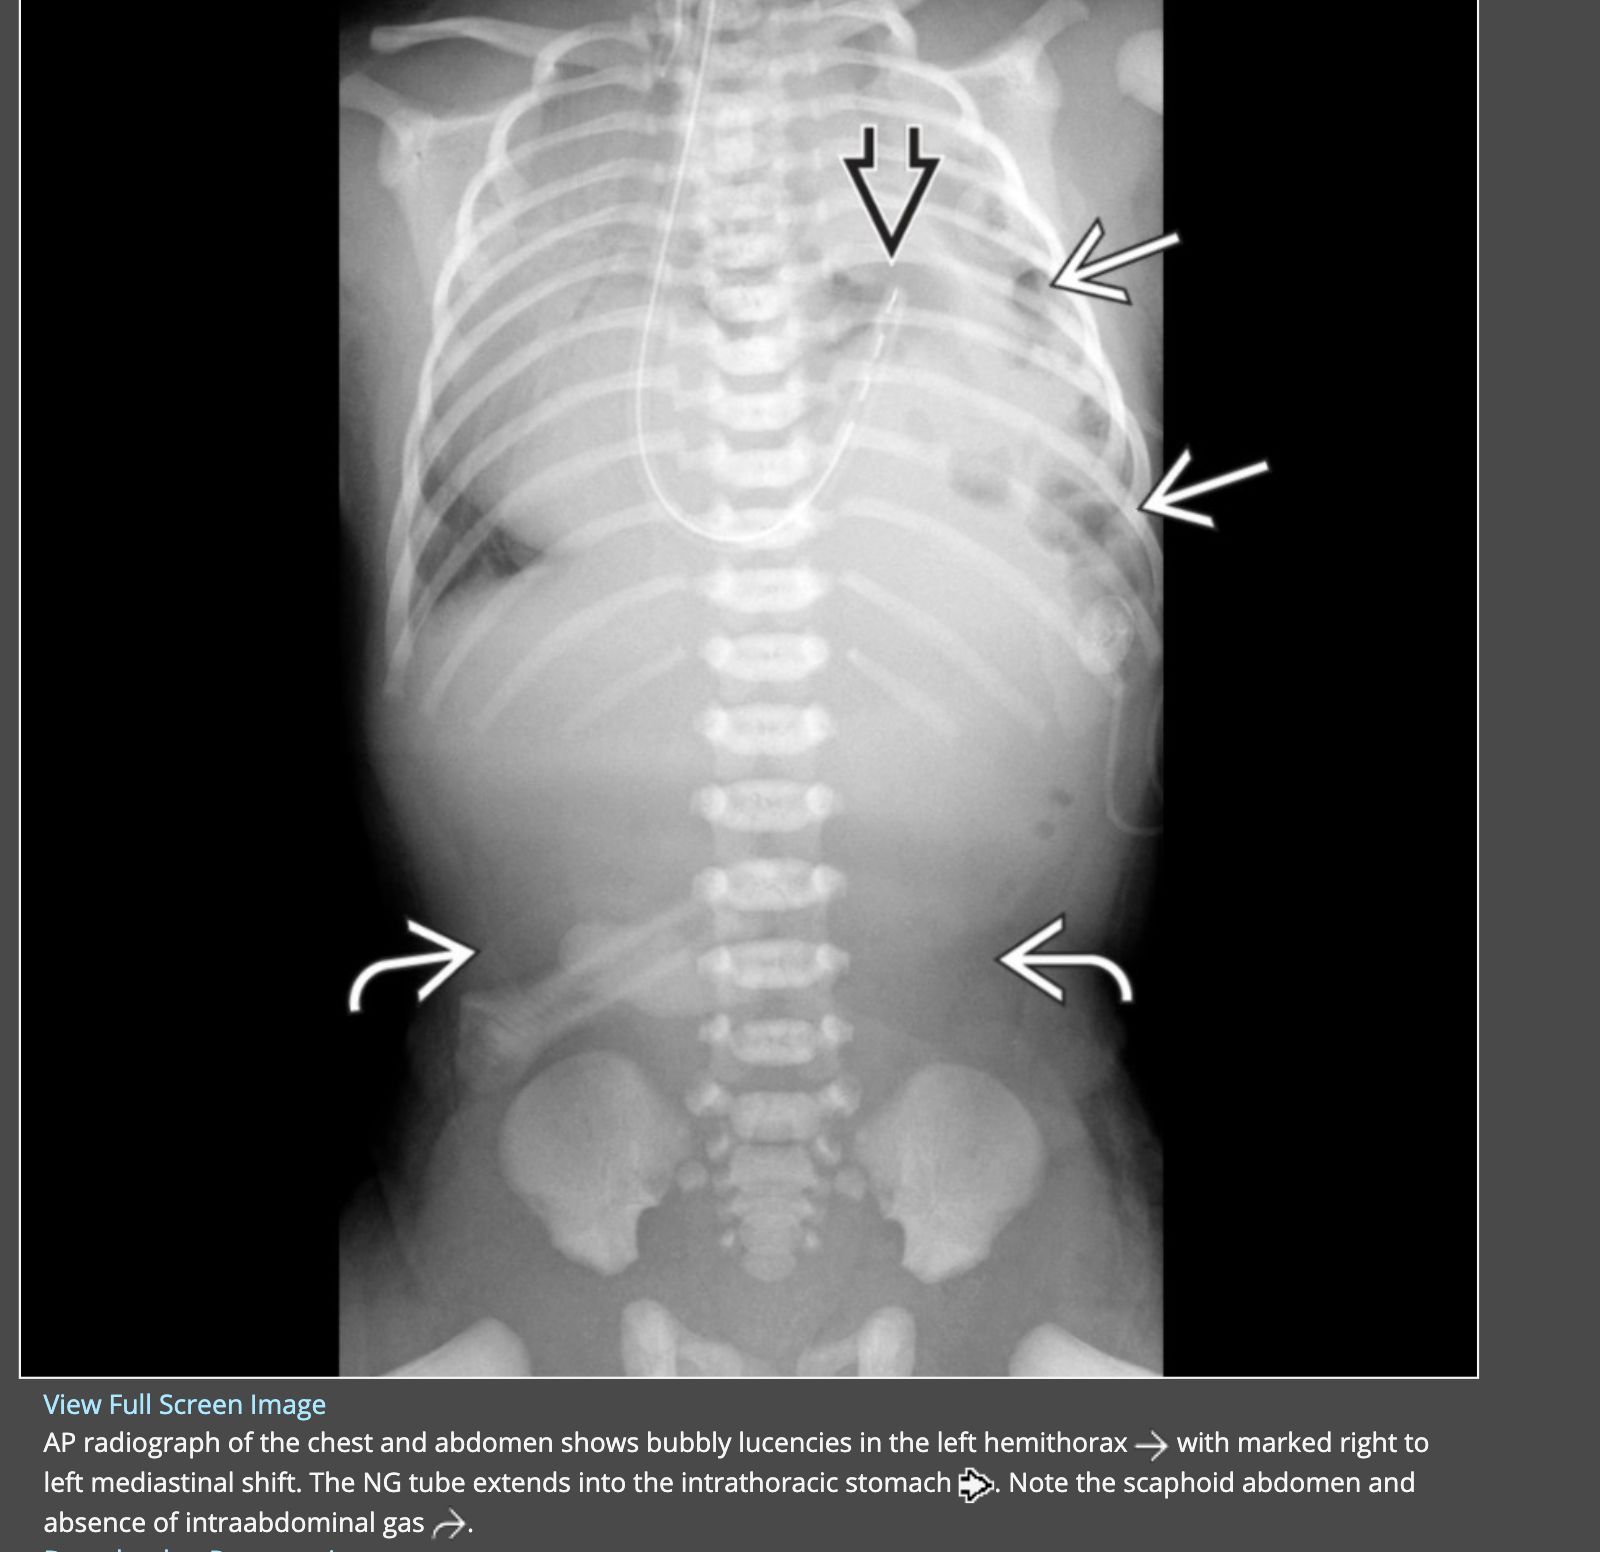 View Full Screen Image
AP radiograph of the chest and abdomen shows bubbly lucencies in the left hemithorax → with marked right to
left mediastinal shift. The NG tube extends into the intrathoracic stomach ⇨. Note the scaphoid abdomen and
absence of intraabdominal gas ↷.